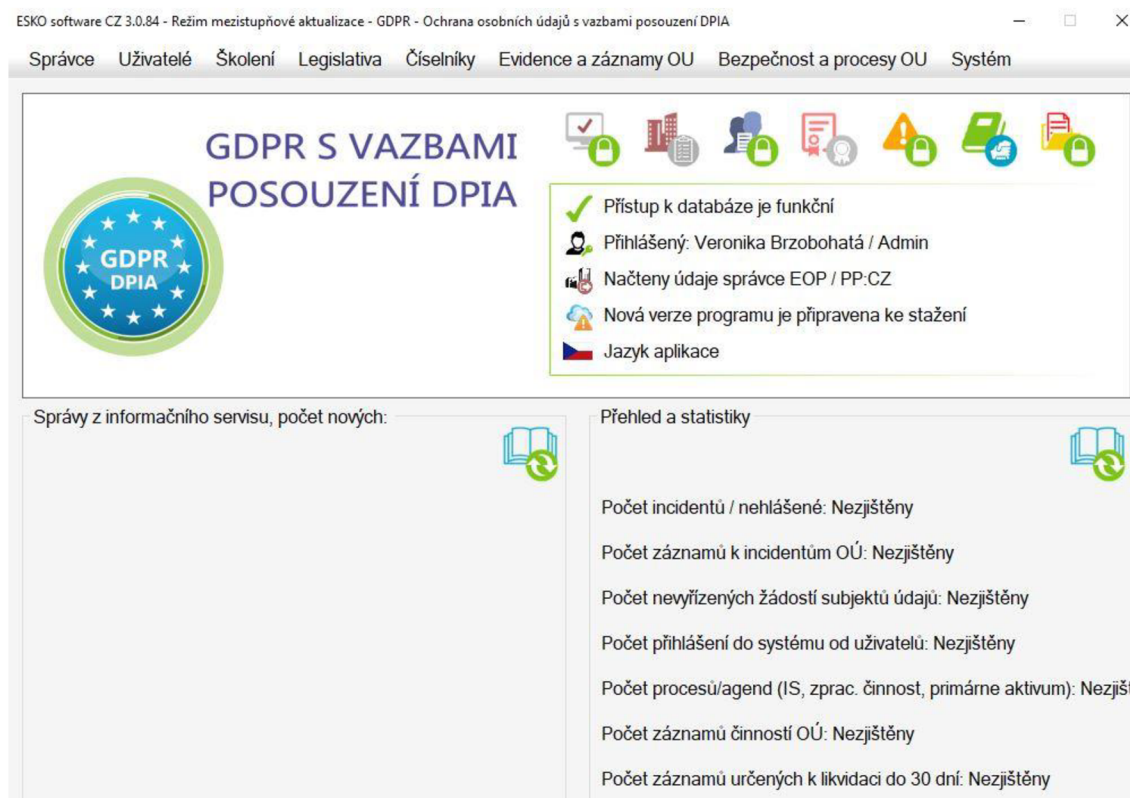 ESKO software CZ 3.0.84 - Režim mezistupňové aktualizace - GDPR - Ochrana osobních údajů s vazbami posouzení DPIA
Správce Uživatelé Školení Legislativa Číselníky Evidence a záznamy OU Bezpečnost a procesy OU Systém
GDPR S VAZBAMI
POSOUZENÍ DPIA
GDPR
DPIA
Přístup k databáze je funkční
Přihlášený: Veronika Brzobohatá / Admin
Načteny údaje správce EOP / PP:CZ
Nová verze programu je připravena ke stažení
Jazyk aplikace
Správy z informačního servisu, počet nových:
Přehled a statistiky
Počet incidentů / nehlášené: Nezjištěny
Počet záznamů k incidentům OÚ: Nezjištěny
Počet nevyřízených žádostí subjektů údajů: Nezjištěny
Počet přihlášení do systému od uživatelů: Nezjištěny
Počet procesů/agend (IS, zprac. činnost, primárne aktivum): Nezjišt
Počet záznamů činností OÚ: Nezjištěny
Počet záznamů určených k likvidaci do 30 dní: Nezjištěny